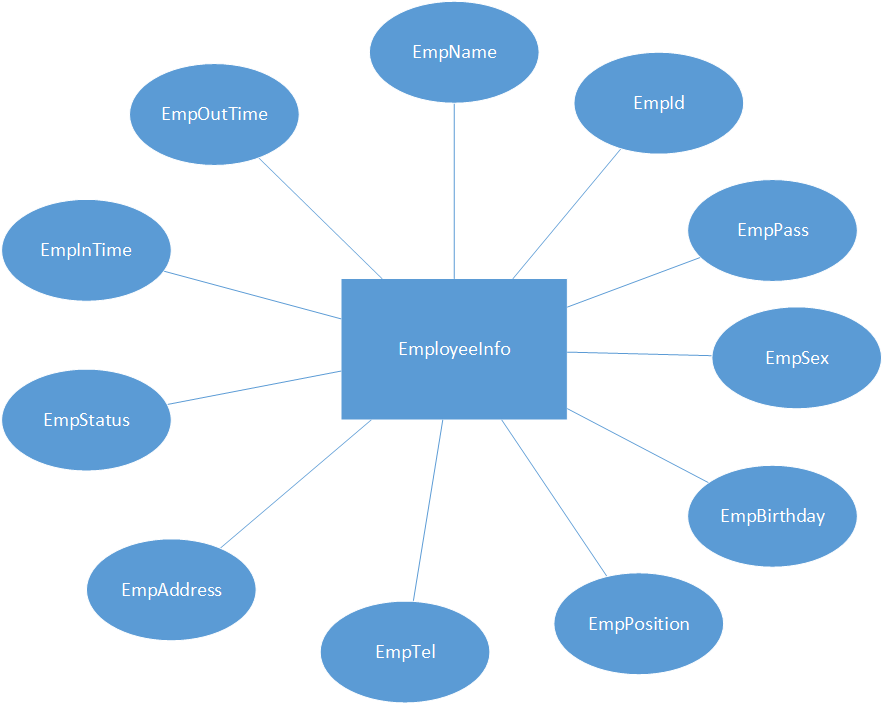 EmpName
EmpId
EmpOutTime
EmpPass
EmpInTime
EmployeeInfo
EmpSex
EmpStatus
EmpBirthday
EmpAddress
EmpPosition
EmpTel